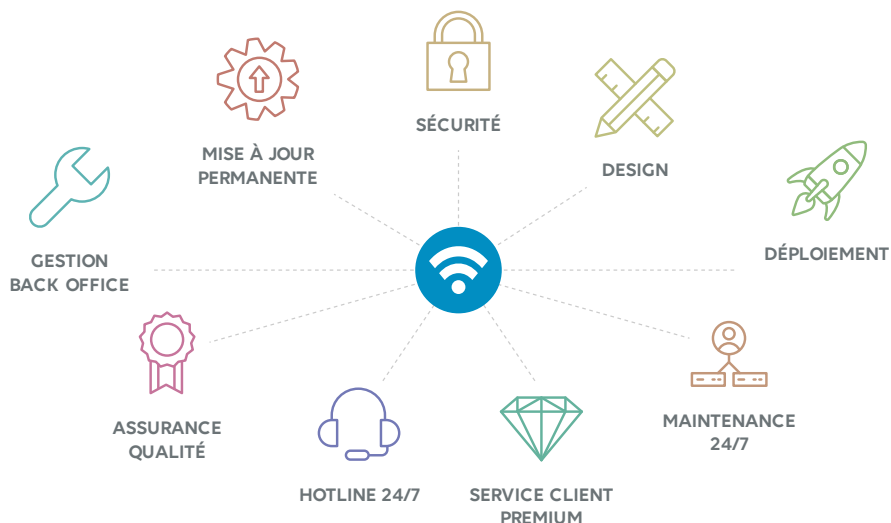 SÉCURITÉ
MISE À JOUR
PERMANENTE
DESIGN
DÉPLOIEMENT
GESTION
BACK OFFICE
ASSURANCE
QUALITÉ
MAINTENANCE
24/7
HOTLINE 24/7
SERVICE CLIENT
PREMIUM